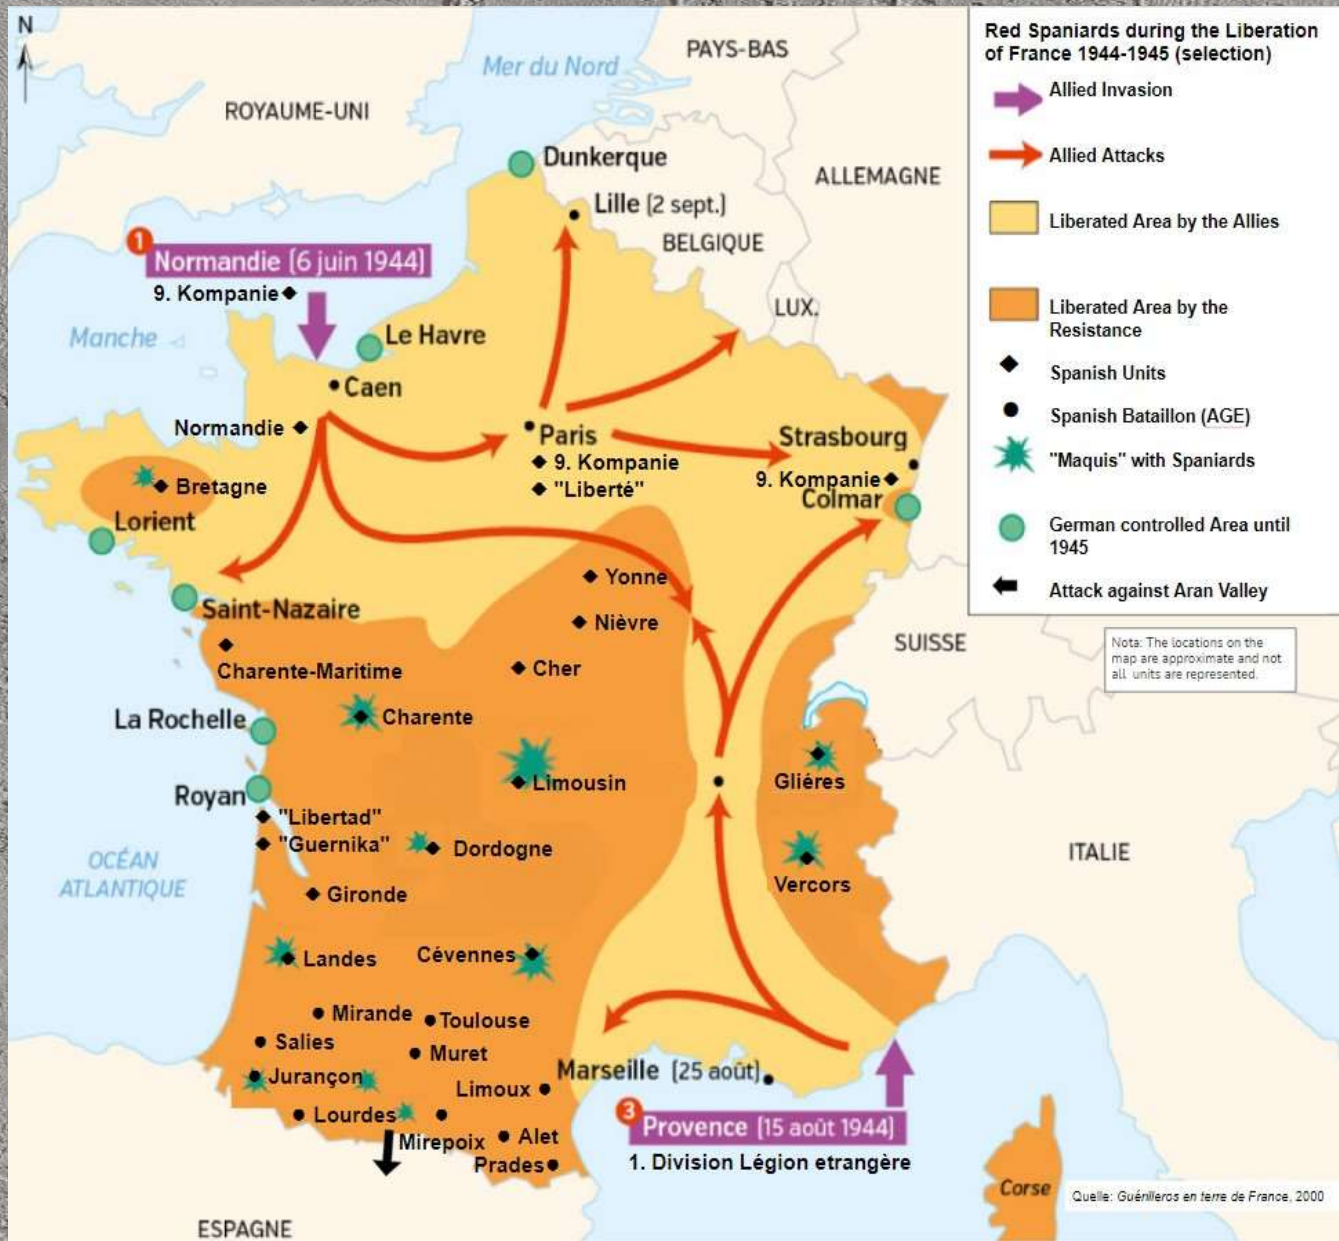 N
Mer du Nord
PAYS-BAS
ROYAUME-UNI
Dunkerque
ALLEMAGNE
Lille (2 sept.)
BELGIQUE
1
Normandie (6 juin 1944)
9. Kompanie
LUX.
Manche
Le Havre
Caen
Normandie
Paris
Strasbourg
9. Kompanie
"Liberté"
9. Kompanie
Colmar
Bretagne
Lorient
Yonne
Saint-Nazaire
Nièvre
SUISSE
Charente-Maritime
Cher
La Rochelle
Charente
Limousin
Gliéres
Royan
"Libertad"
"Guernika"
Dordogne
OCÉAN
ATLANTIQUE
ITALIE
Vercors
Gironde
Landes
Cévennes
Mirande
Toulouse
Salies
Muret
Jurançon
Limoux
Marseille (25 août)
Lourdes
Mirepoix
Alet
Prades
3
Provence (15 août 1944)
1. Division Légion etrangère
Corse
ESPAGNE
Red Spaniards during the Liberation
of France 1944-1945 (selection)
Allied Invasion
Allied Attacks
Liberated Area by the Allies
Liberated Area by the
Resistance
Spanish Units
Spanish Bataillon (AGE)
"Maquis" with Spaniards
German controlled Area until
1945
Attack against Aran Valley
Nota: The locations on the
map are approximate and not
all units are represented.
Quelle: Guérilleros en terre de France, 2000